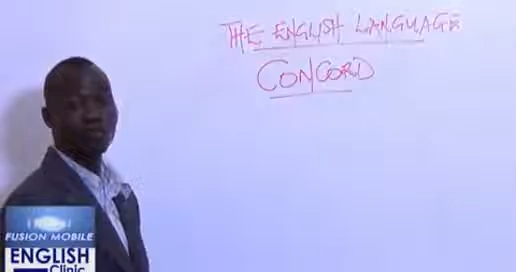 THE ENGLISH LANGUAGE
CONCORD
FUSION MOBILE
ENGLISH
Clinic